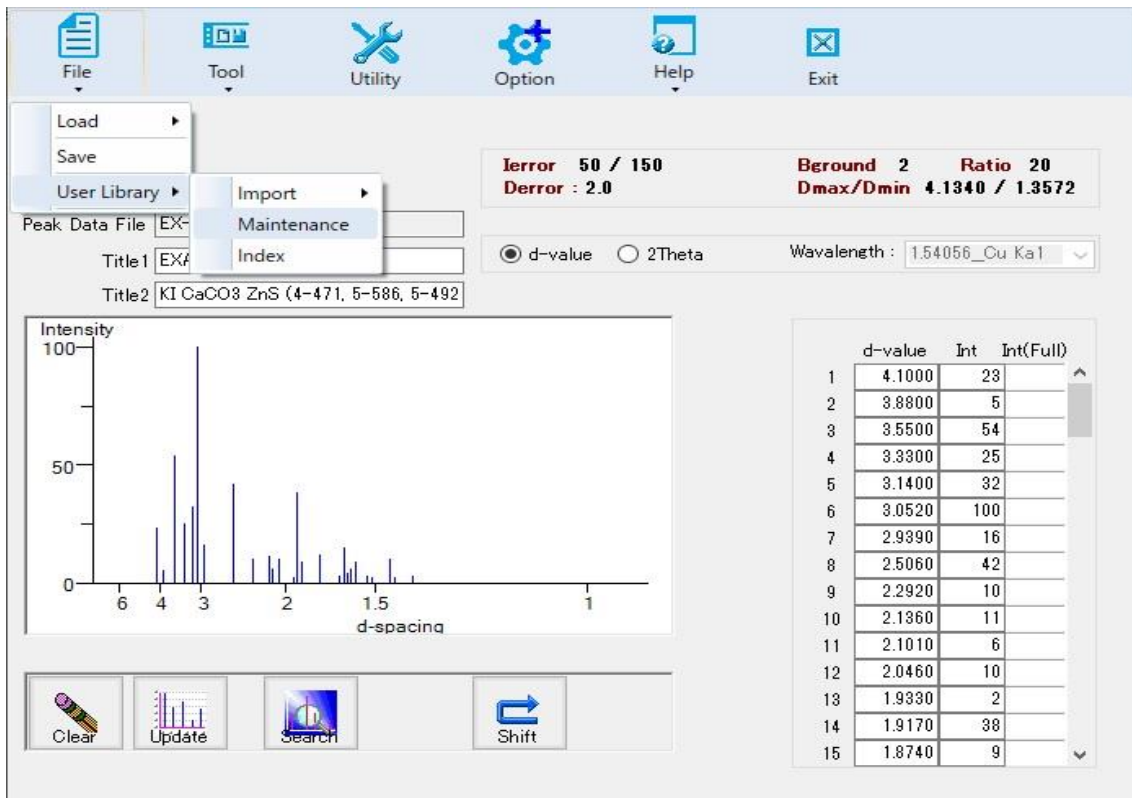 File Tool Utility Option Help Exit
Load
Save
User Library
Import
Maintenance
Index
Ierror 50 / 150 Bground 2 Ratio 20
Derror : 2.0 Dmax/Dmin 4.1340 / 1.3572
Peak Data File EX-
Title1 EXA
Title2 KI CaCO3 ZnS (4-471, 5-586, 5-492
d-value 2Theta Wavalength : 1.54056_Cu Ka1
Intensity
100
50
0
6 4 3 2 1.5 1
d-spacing
d-value Int Int(Full)
1 4.1000 23
2 3.8800 5
3 3.5500 54
4 3.3300 25
5 3.1400 32
6 3.0520 100
7 2.9390 16
8 2.5060 42
9 2.2920 10
10 2.1360 11
11 2.1010 6
12 2.0460 10
13 1.9330 2
14 1.9170 38
15 1.8740 9
Clear Update Search Shift